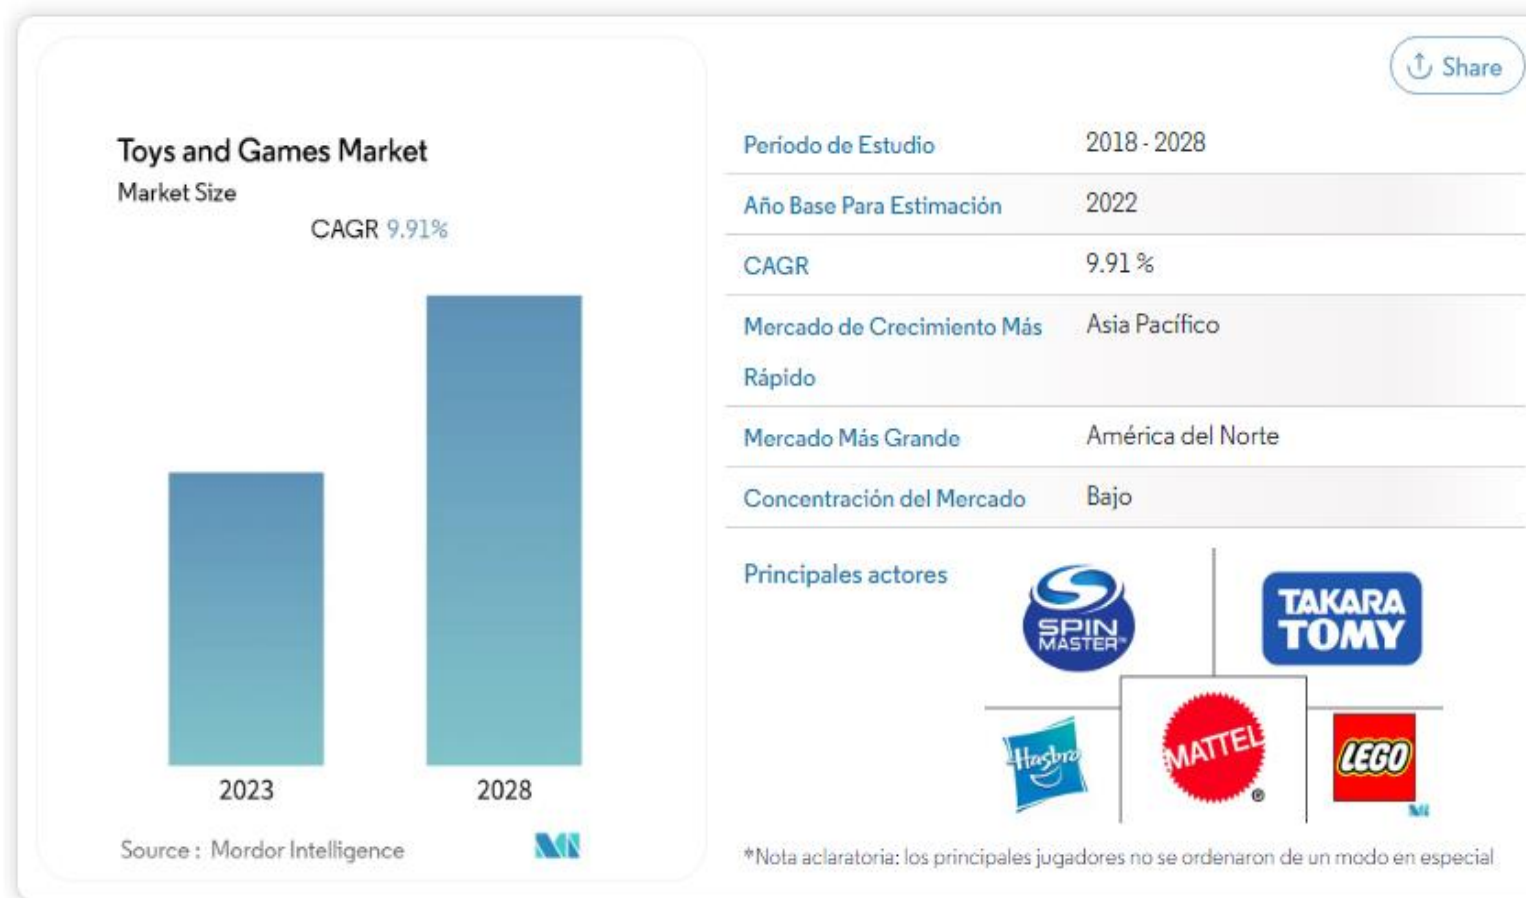 Share
Toys and Games Market
Market Size
CAGR 9.91%
2023
2028
Source : Mordor Intelligence
Período de Estudio 2018 - 2028
Año Base Para Estimación 2022
CAGR 9.91 %
Mercado de Crecimiento Más Asia Pacífico
Rápido
Mercado Más Grande América del Norte
Concentración del Mercado Bajo
Principales actores
SPIN
MASTER™
TAKARA
TOMY
Hasbro
MATTEL
®
LEGO
*Nota aclaratoria: los principales jugadores no se ordenaron de un modo en especial